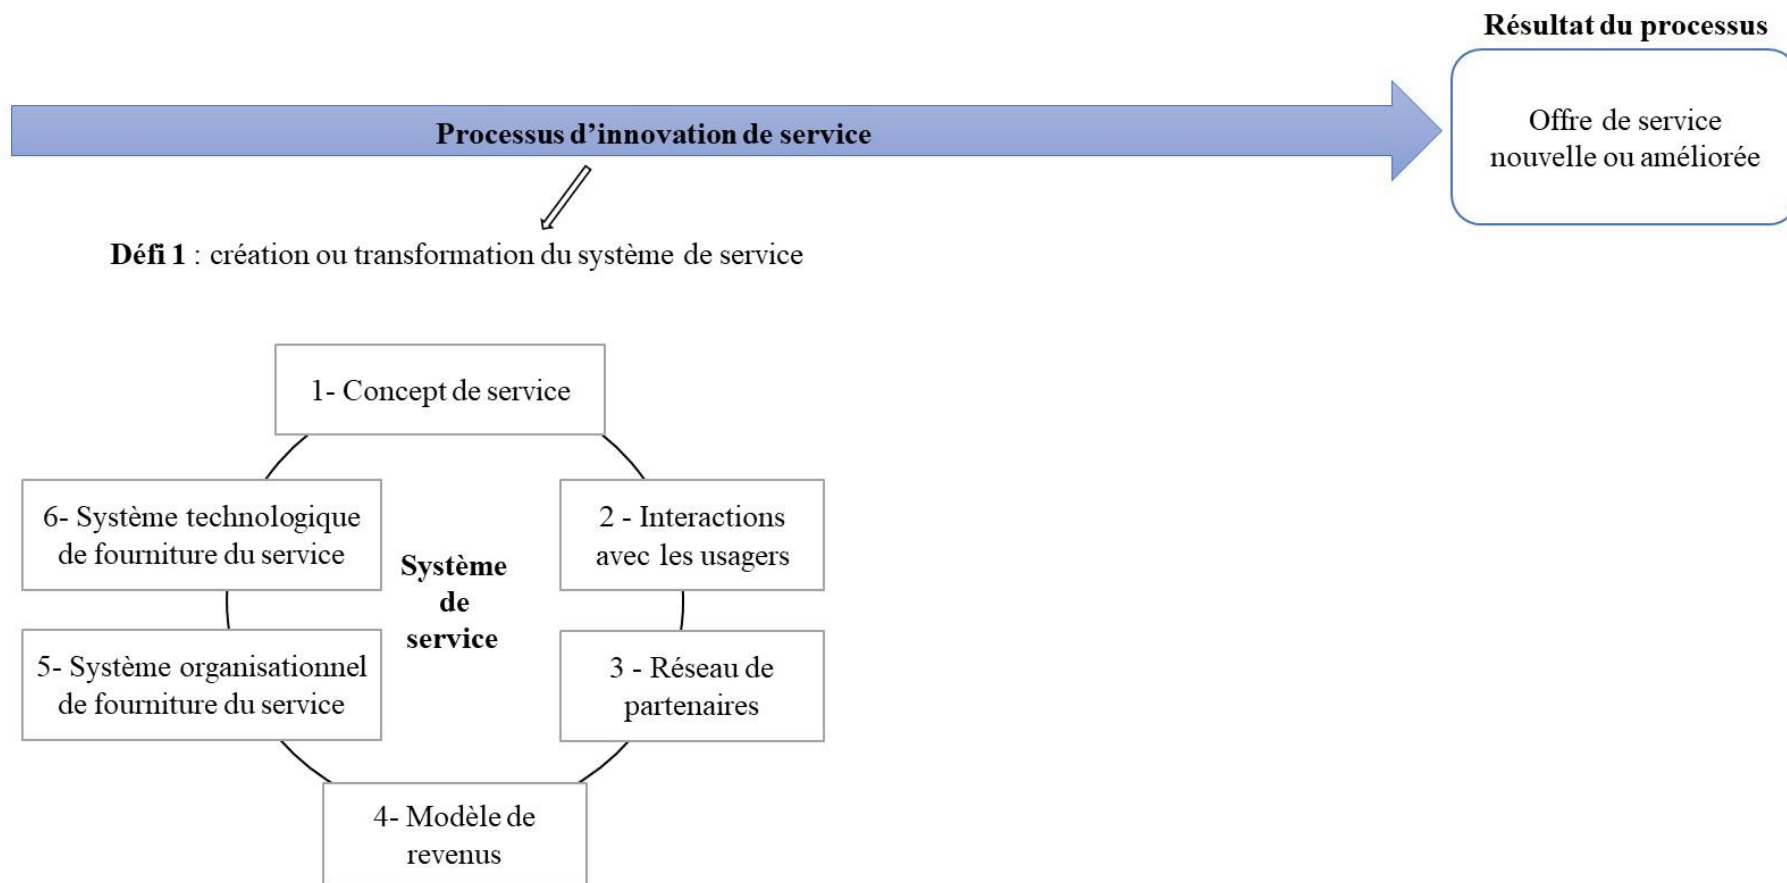 Résultat du processus
Processus d’innovation de service
Offre de service
nouvelle ou améliorée
Défi 1 : création ou transformation du système de service
1- Concept de service
2 - Interactions
avec les usagers
3 - Réseau de
partenaires
4- Modèle de
revenus
5- Système organisationnel
de fourniture du service
6- Système technologique
de fourniture du service
Système
de
service